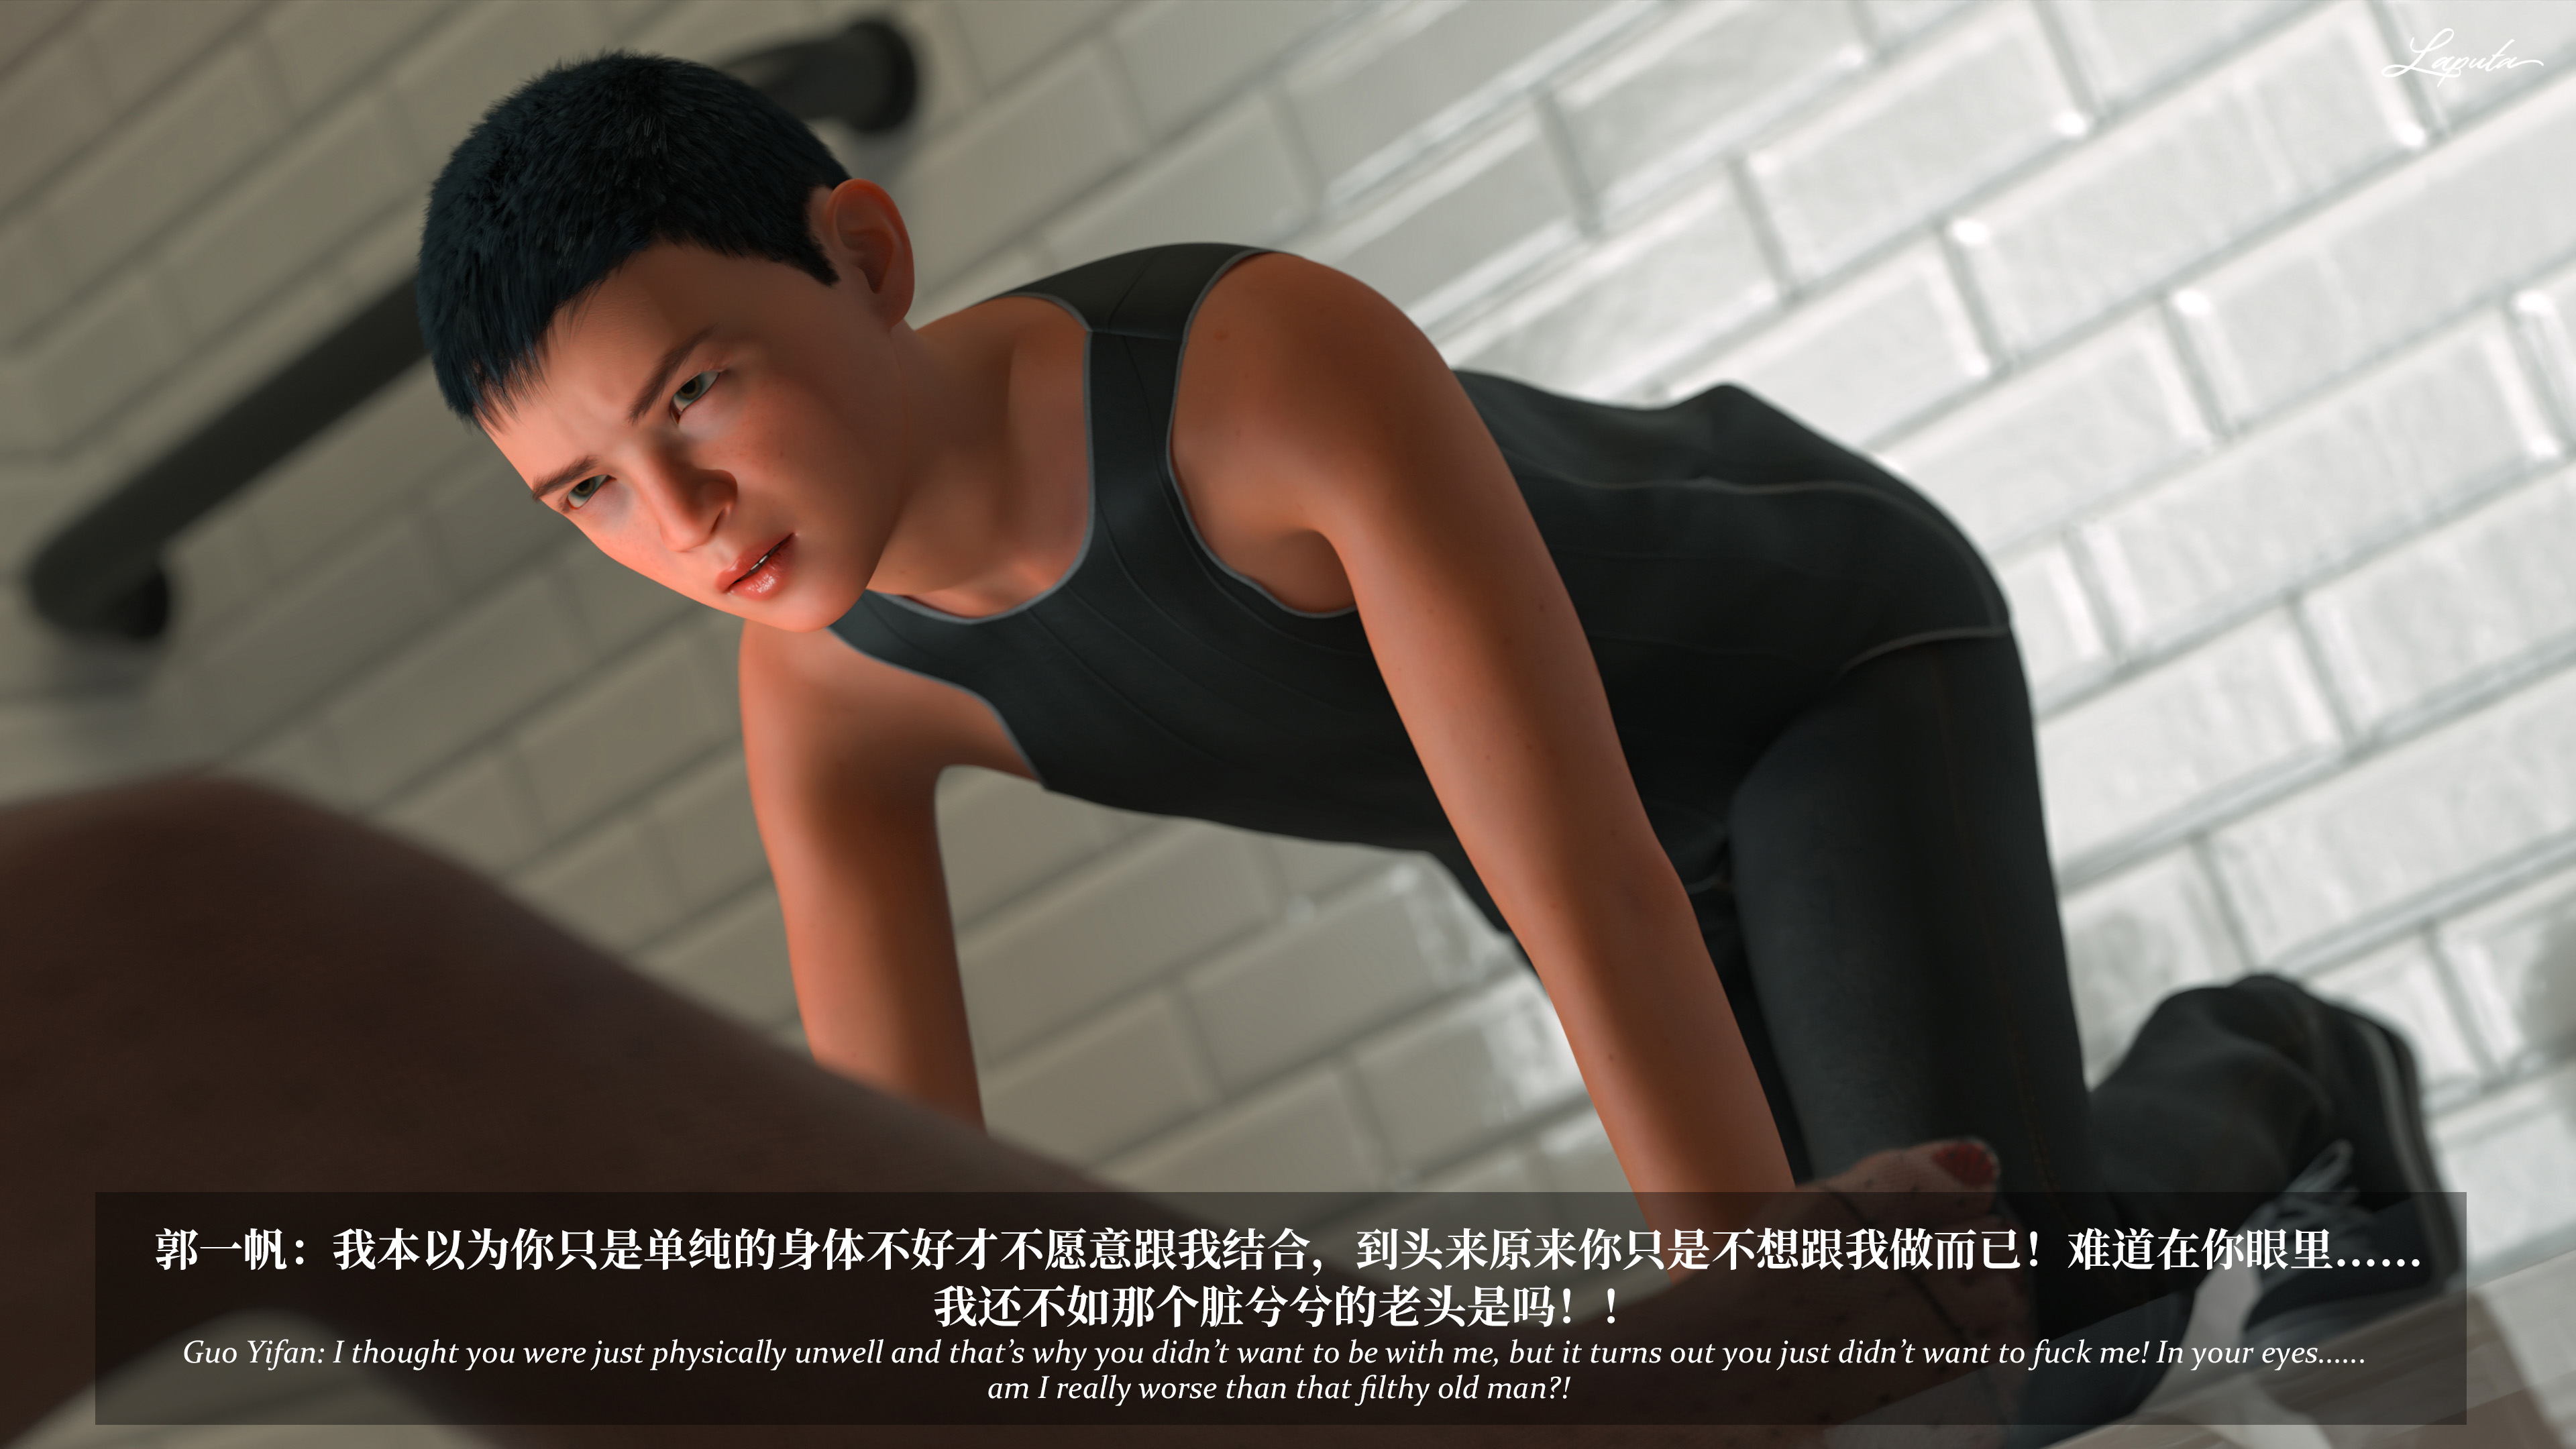 Laputa
郭一帆：我本以为你只是单纯的身体不好才不愿意跟我结合，到头来原来你只是不想跟我做而已！难道在你眼里……
我还不如那个脏兮兮的老头是吗！！
Guo Yifan: I thought you were just physically unwell and that’s why you didn’t want to be with me, but it turns out you just didn’t want to fuck me! In your eyes……
am I really worse than that filthy old man?!